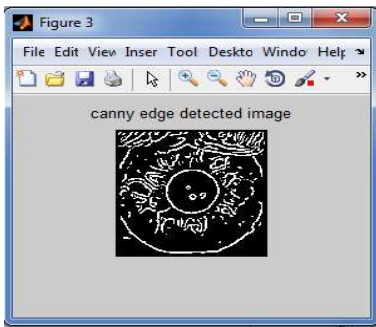 Figure 3
File Edit View Inser Tool Deskto Windo Help
canny edge detected image